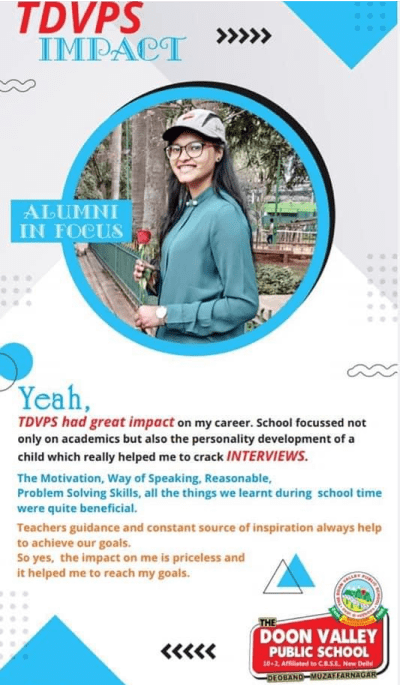 TDVPS
IMPACT
ALUMNI
IN FOCUS
Yeah,
TDVPS had great impact on my career. School focussed not
only on academics but also the personality development of a
child which really helped me to crack INTERVIEWS.
The Motivation, Way of Speaking, Reasonable,
Problem Solving Skills, all the things we learnt during school time
were quite beneficial.
Teachers guidance and constant source of inspiration always help
to achieve our goals.
So yes, the impact on me is priceless and
it helped me to reach my goals.
THE
DOON VALLEY
PUBLIC SCHOOL
10+2, Affiliated to C.B.S.E., New Delhi
DEOBAND—MUZAFFARNAGAR